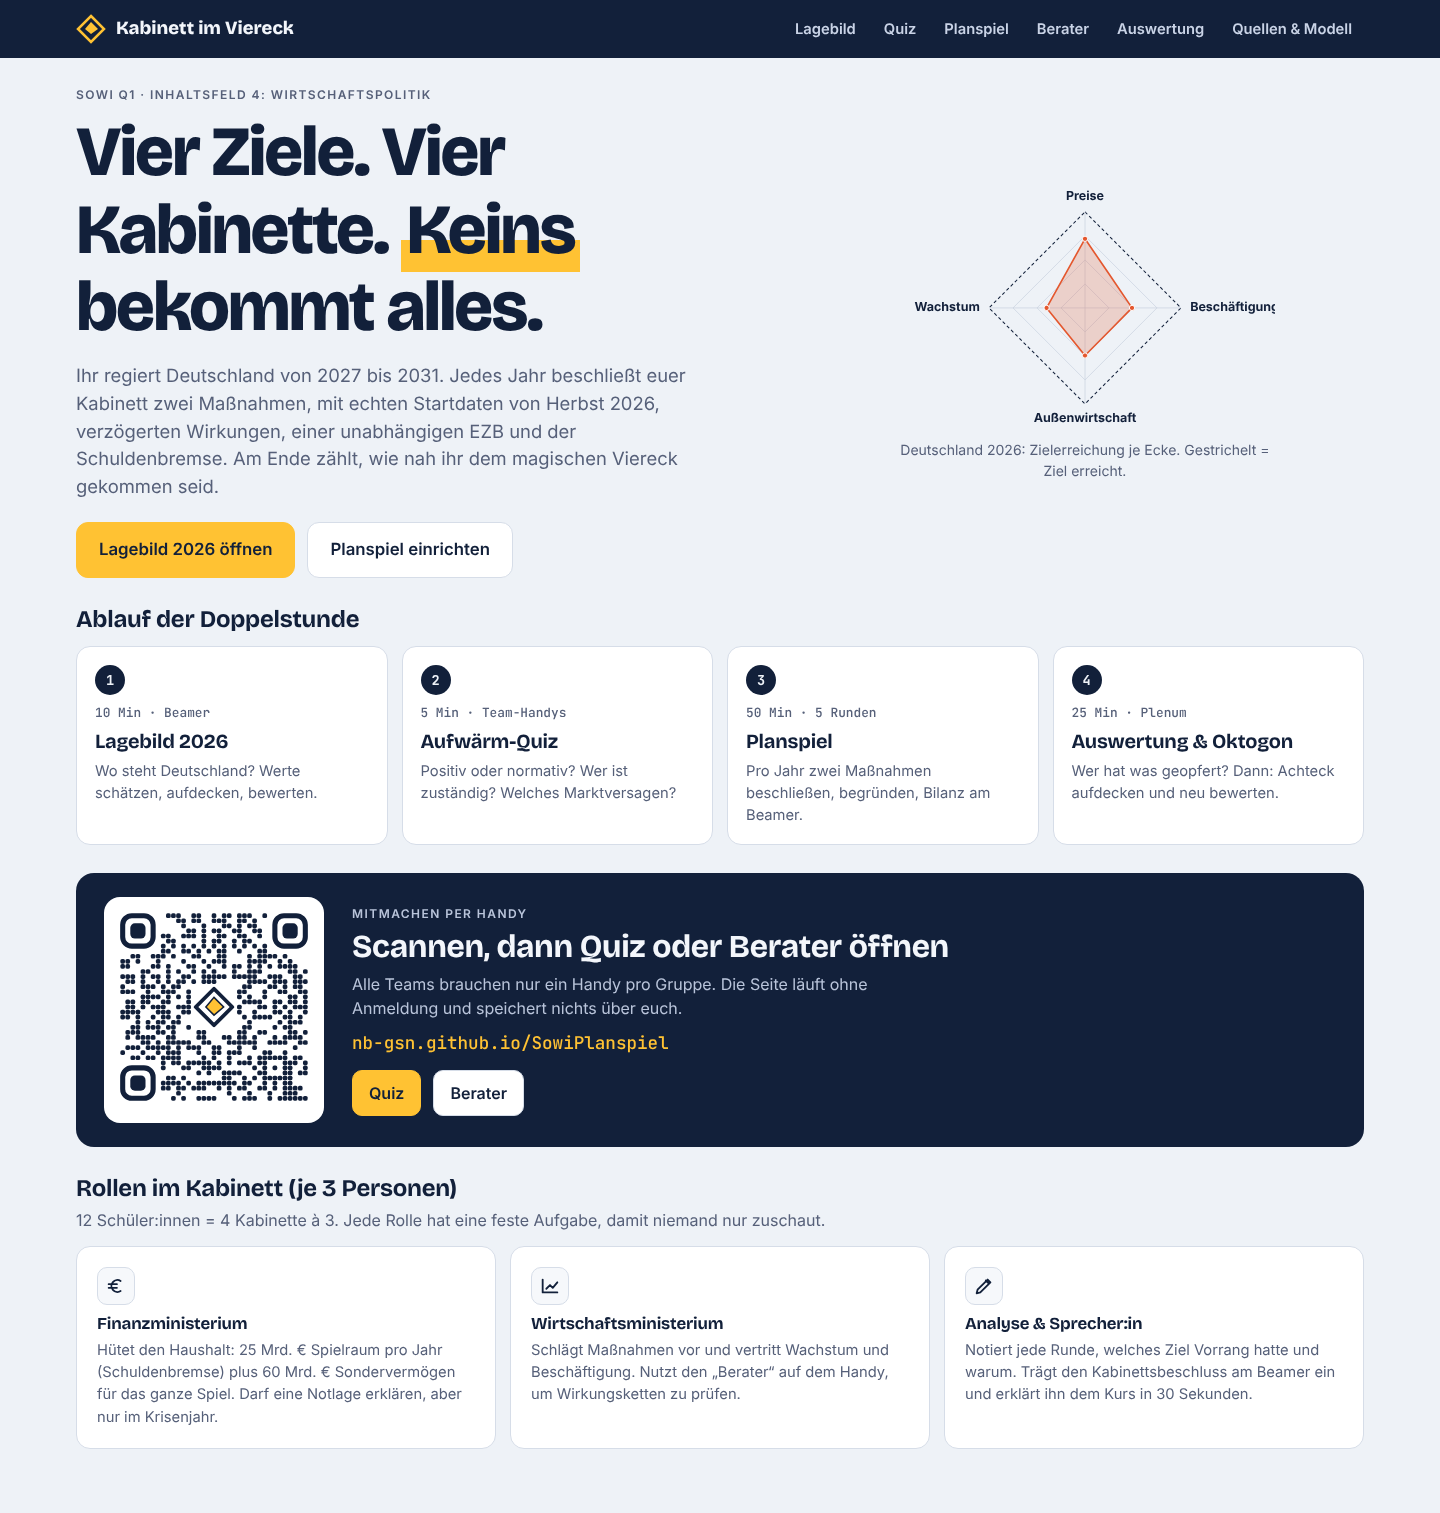 Kabinett im Viereck
Lagebild Quiz Planspiel Berater Auswertung Quellen & Modell
SOWI Q1 · INHALTSFELD 4: WIRTSCHAFTSPOLITIK
Vier Ziele. Vier
Kabinette. Keins
bekommt alles.
Ihr regiert Deutschland von 2027 bis 2031. Jedes Jahr beschließt euer
Kabinett zwei Maßnahmen, mit echten Startdaten von Herbst 2026,
verzögerten Wirkungen, einer unabhängigen EZB und der
Schuldenbremse. Am Ende zählt, wie nah ihr dem magischen Viereck
gekommen seid.
Lagebild 2026 öffnen
Planspiel einrichten
Preise
Wachstum
Beschäftigung
Außenwirtschaft
Deutschland 2026: Zielerreichung je Ecke. Gestrichelt =
Ziel erreicht.
Ablauf der Doppelstunde
1
10 Min · Beamer
Lagebild 2026
Wo steht Deutschland? Werte
schätzen, aufdecken, bewerten.
2
5 Min · Team-Handys
Aufwärm-Quiz
Positiv oder normativ? Wer ist
zuständig? Welches Marktversagen?
3
50 Min · 5 Runden
Planspiel
Pro Jahr zwei Maßnahmen
beschließen, begründen, Bilanz am
Beamer.
4
25 Min · Plenum
Auswertung & Oktogon
Wer hat was geopfert? Dann: Achteck
aufdecken und neu bewerten.
MITMACHEN PER HANDY
Scannen, dann Quiz oder Berater öffnen
Alle Teams brauchen nur ein Handy pro Gruppe. Die Seite läuft ohne
Anmeldung und speichert nichts über euch.
nb-gsn.github.io/SowiPlanspiel
Quiz
Berater
Rollen im Kabinett (je 3 Personen)
12 Schüler:innen = 4 Kabinette à 3. Jede Rolle hat eine feste Aufgabe, damit niemand nur zuschaut.
€
Finanzministerium
Hütet den Haushalt: 25 Mrd. € Spielraum pro Jahr
(Schuldenbremse) plus 60 Mrd. € Sondervermögen
für das ganze Spiel. Darf eine Notlage erklären, aber
nur im Krisenjahr.
Wirtschaftsministerium
Schlägt Maßnahmen vor und vertritt Wachstum und
Beschäftigung. Nutzt den „Berater“ auf dem Handy,
um Wirkungsketten zu prüfen.
Analyse & Sprecher:in
Notiert jede Runde, welches Ziel Vorrang hatte und
warum. Trägt den Kabinettsbeschluss am Beamer ein
und erklärt ihn dem Kurs in 30 Sekunden.